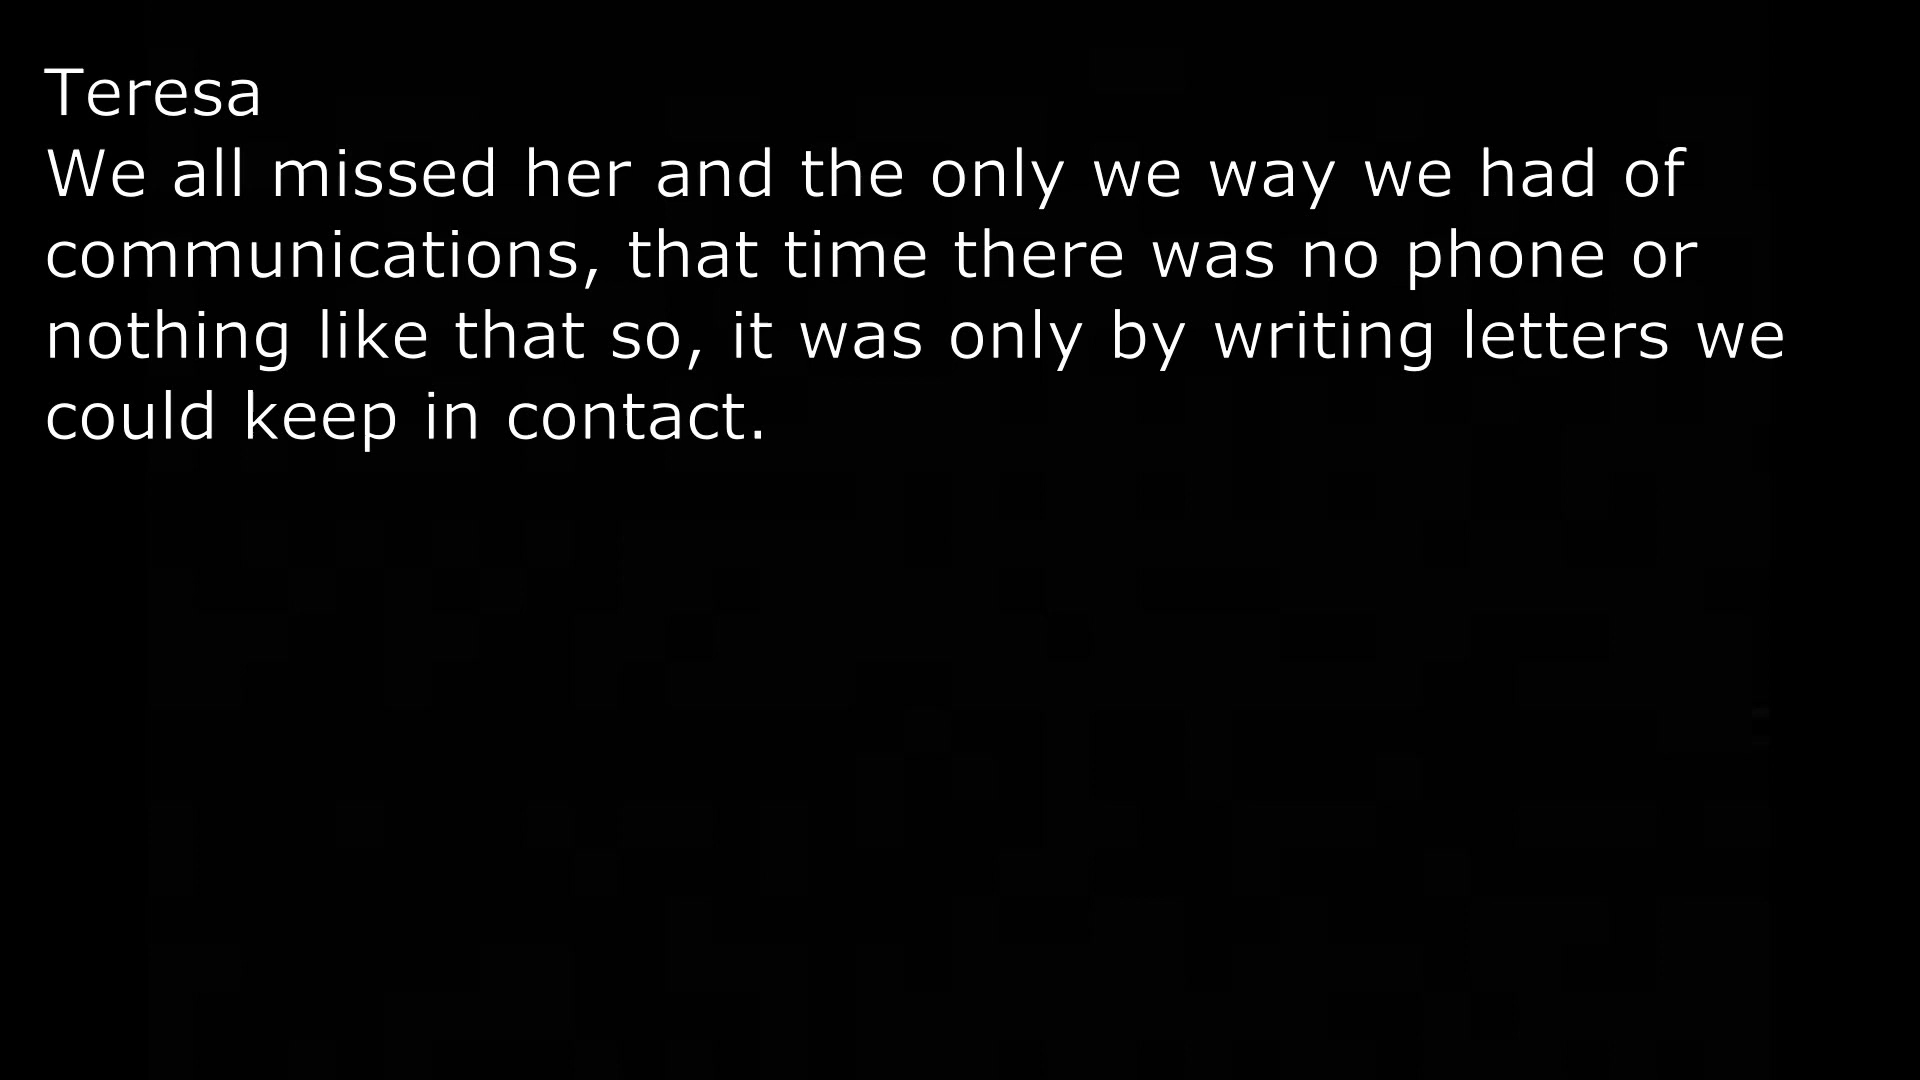 Teresa
We all missed her and the only we way we had of
communications, that time there was no phone or
nothing like that so, it was only by writing letters we
could keep in contact.